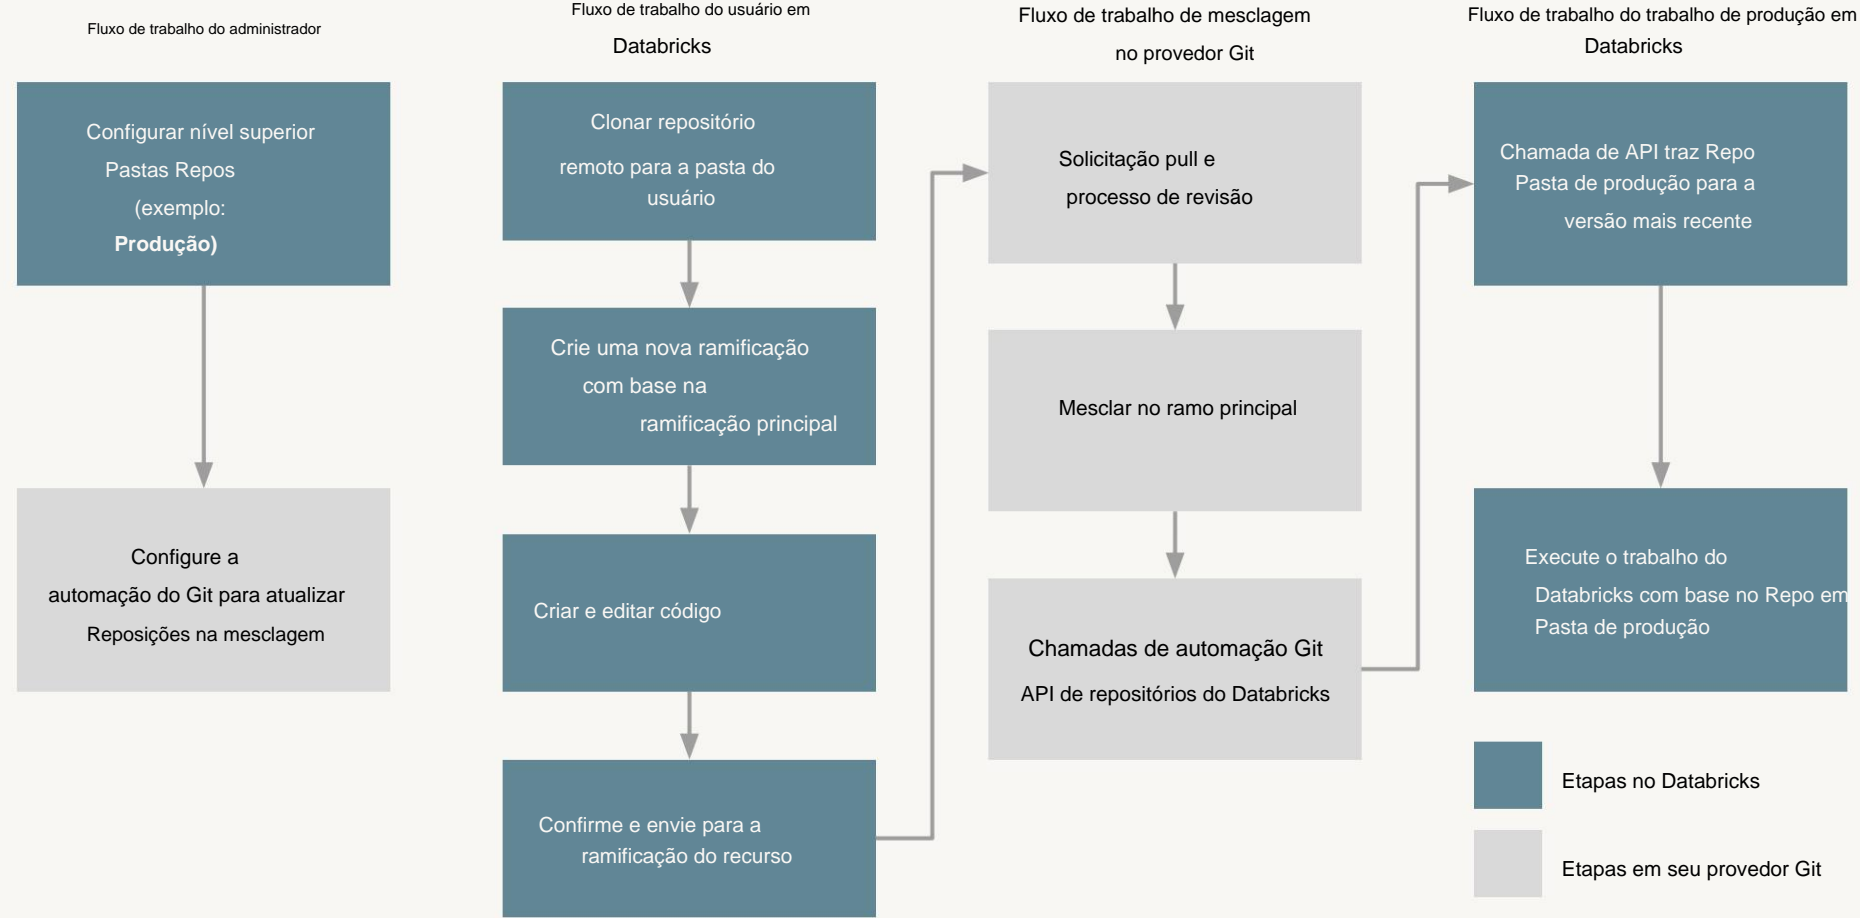 Fluxo de trabalho do administrador
Configurar nível superior
Pastas Repos
(exemplo:
Produção)
Configure a
automação do Git para atualizar
Reposições na mesclagem
Fluxo de trabalho do usuário em
Databricks
Clonar repositório
remoto para a pasta do
usuário
Crie uma nova ramificação
com base na
ramificação principal
Criar e editar código
Confirme e envie para a
ramificação do recurso
Fluxo de trabalho de mesclagem
no provedor Git
Solicitação pull e
processo de revisão
Mesclar no ramo principal
Chamadas de automação Git
API de repositórios do Databricks
Fluxo de trabalho do trabalho de produção em
Databricks
Chamada de API traz Repo
Pasta de produção para a
versão mais recente
Execute o trabalho do
Databricks com base no Repo em
Pasta de produção
Etapas no Databricks
Etapas em seu provedor Git